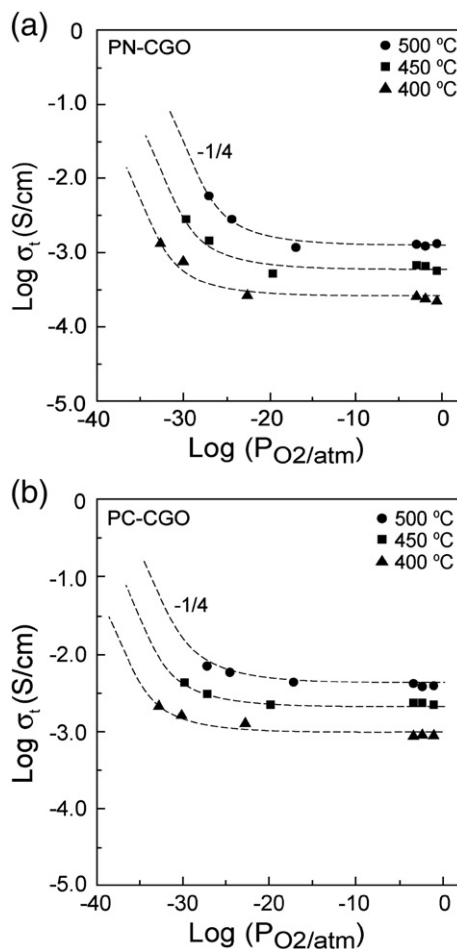 (a)
PN-CGO
● 500 ºC
■ 450 ºC
▲ 400 ºC
-1/4
0
-1.0
-2.0
-3.0
-4.0
-5.0
Log σt (S/cm)
-40 -30 -20 -10 0
Log (PO2/atm)
(b)
PC-CGO
● 500 ºC
■ 450 ºC
▲ 400 ºC
-1/4
0
-1.0
-2.0
-3.0
-4.0
-5.0
Log σt (S/cm)
-40 -30 -20 -10 0
Log (PO2/atm)